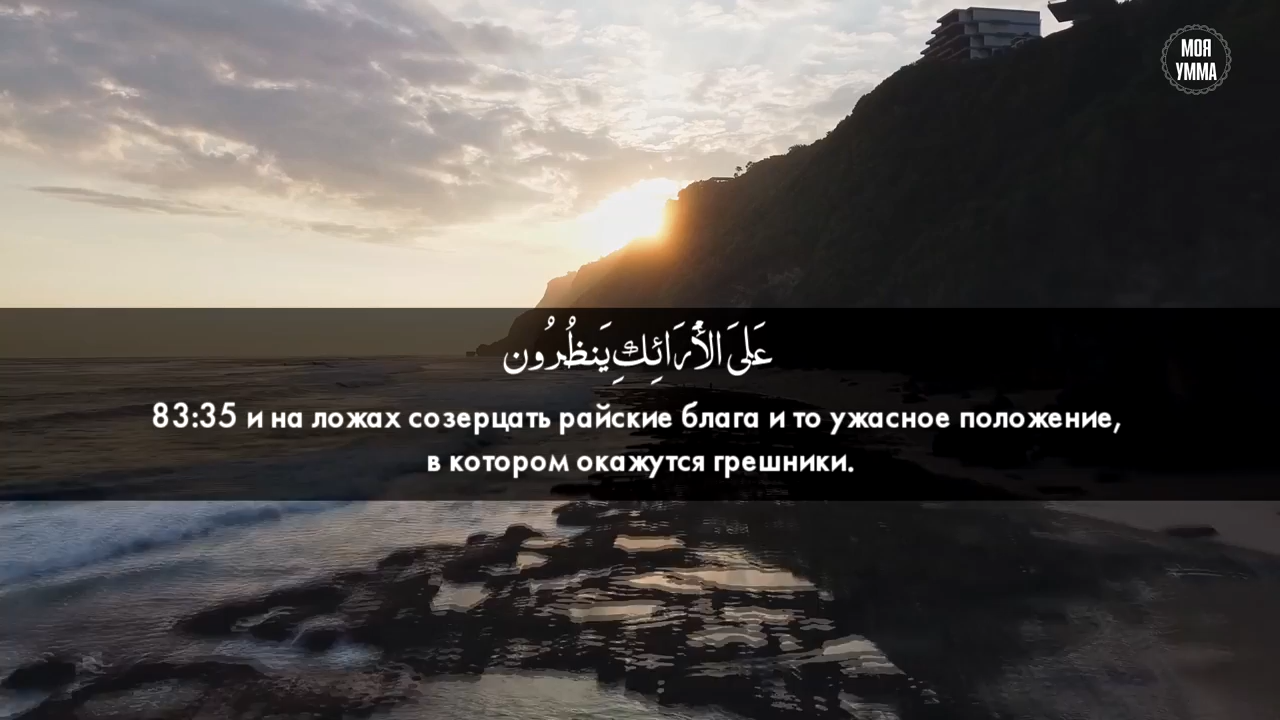 МОЯ
УММА
عَلَى الْأَرَائِكِ يَنظُرُون
83:35 и на ложах созерцать райские блага и то ужасное положение,
в котором окажутся грешники.